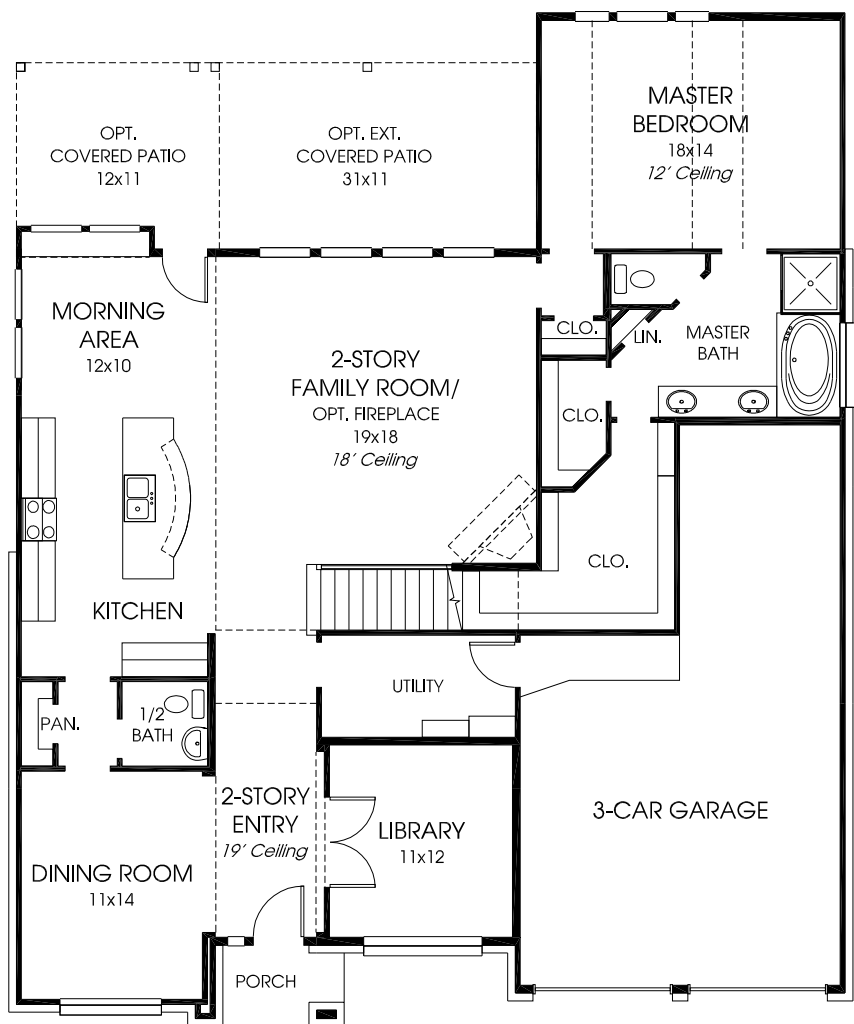 MASTER
BEDROOM
18x14
12' Ceiling
OPT.
COVERED PATIO
12x11
OPT. EXT.
COVERED PATIO
31x11
MORNING
AREA
12x10
2-STORY
FAMILY ROOM/
OPT. FIREPLACE
19x18
18' Ceiling
CLO.
LIN.
MASTER
BATH
CLO.
CLO.
KITCHEN
UTILITY
PAN.
1/2
BATH
2-STORY
ENTRY
19' Ceiling
LIBRARY
11x12
3-CAR GARAGE
DINING ROOM
11x14
PORCH